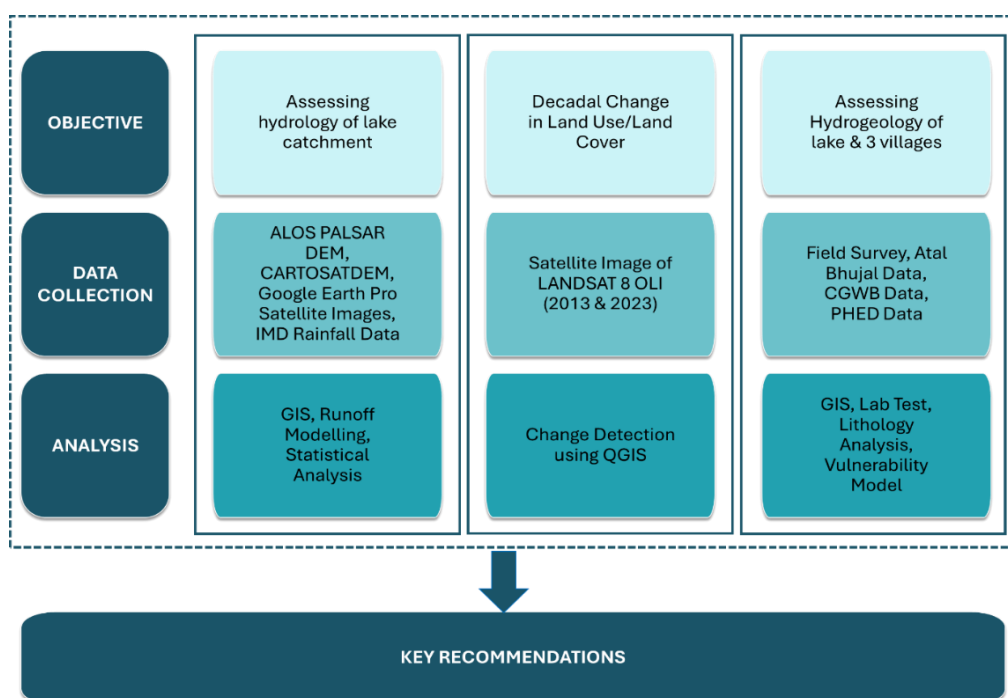 OBJECTIVE
Assessing
hydrology of lake
catchment
Decadal Change
in Land Use/Land
Cover
Assessing
Hydrogeology of
lake & 3 villages
DATA
COLLECTION
ALOS PALSAR
DEM,
CARTOSATDEM,
Google Earth Pro
Satellite Images,
IMD Rainfall Data
Satellite Image of
LANDSAT 8 OLI
(2013 & 2023)
Field Survey, Atal
Bhujal Data,
CGWB Data,
PHED Data
ANALYSIS
GIS, Runoff
Modelling,
Statistical
Analysis
Change Detection
using QGIS
GIS, Lab Test,
Lithology
Analysis,
Vulnerability
Model
KEY RECOMMENDATIONS